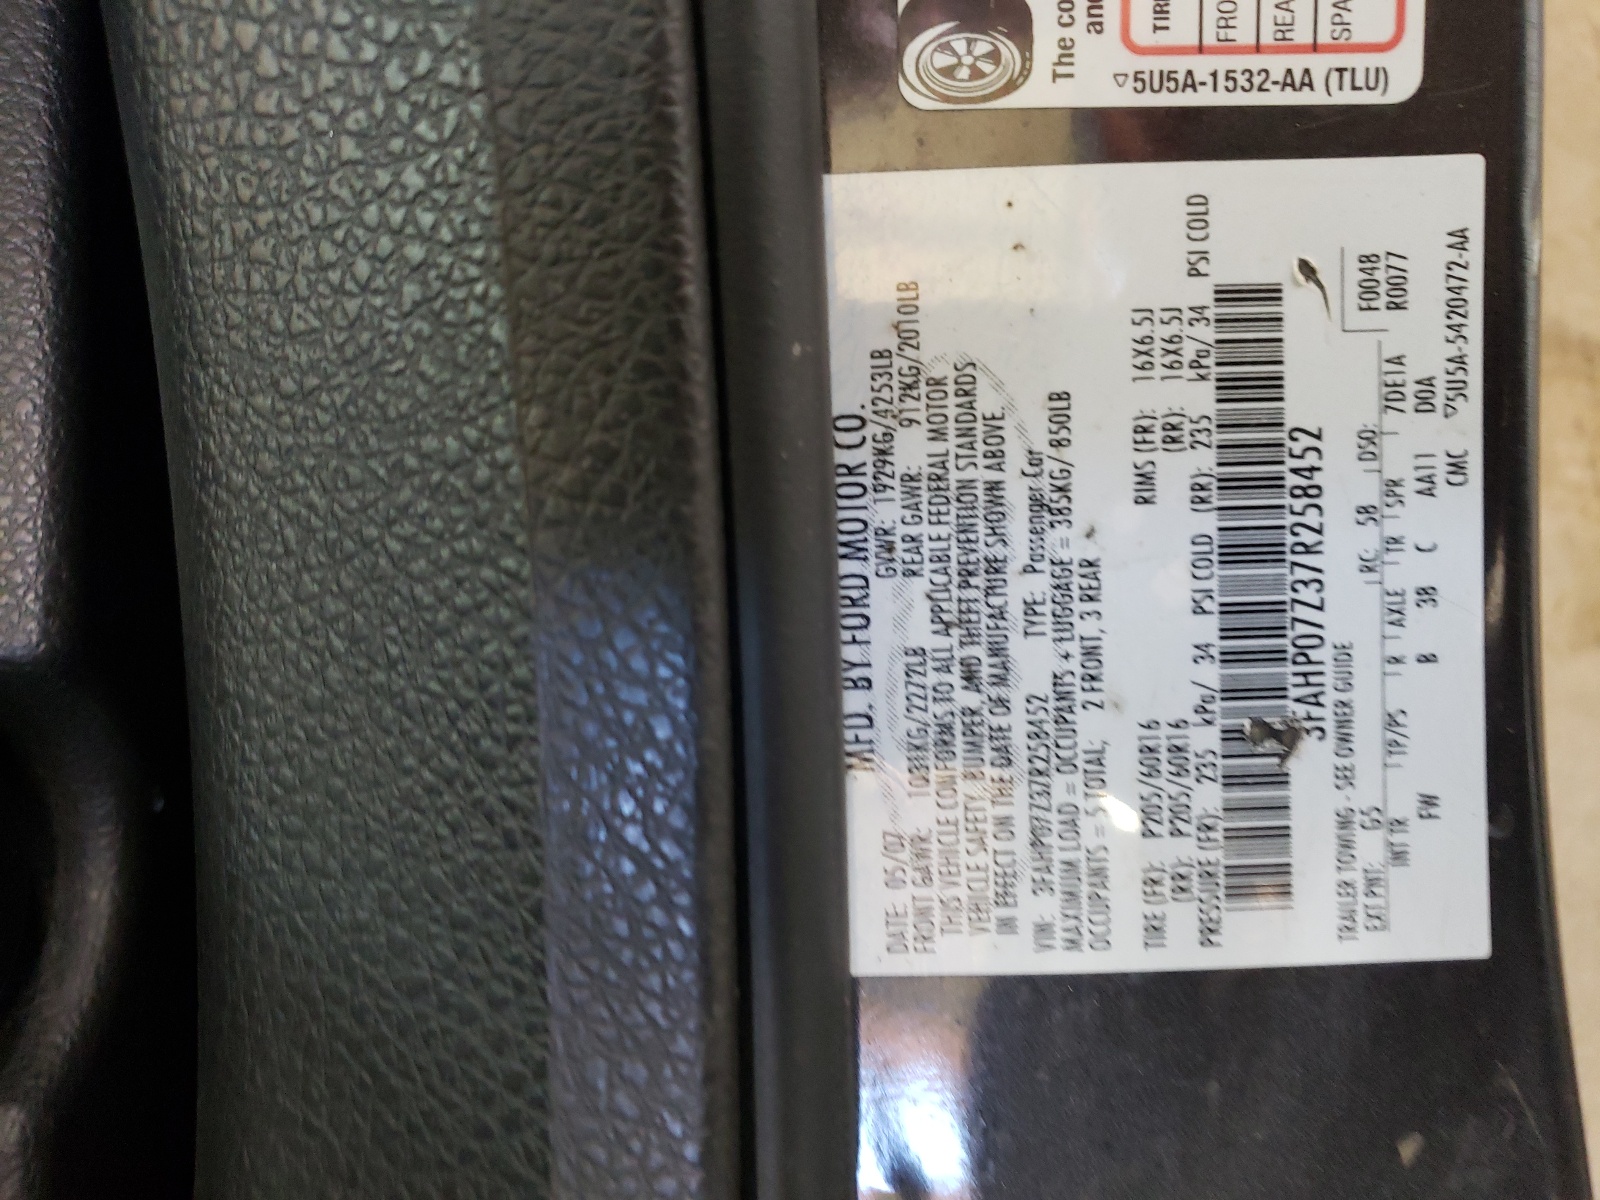 MFD. BY FORD MOTOR CO.
DATE: 05/07 GVWR: 1929KG/4253LB
FRONT GAWR: 1031KG/2272LB REAR GAWR: 912KG/2010LB
THIS VEHICLE CONFORMS TO ALL APPLICABLE FEDERAL MOTOR
VEHICLE SAFETY, BUMPER, AND THEFT PREVENTION STANDARDS
IN EFFECT ON THE DATE OF MANUFACTURE SHOWN ABOVE.
VIN: 3FAHP07Z37R258452 TYPE: Passenger Car
MAXIMUM LOAD = OCCUPANTS + LUGGAGE = 385KG/ 850LB
OCCUPANTS = 5 TOTAL, 2 FRONT, 3 REAR
TIRE (FR): P205/60R16 RIMS (FR): 16X6.5J
(RR): P205/60R16 (RR): 16X6.5J
PRESSURE (FR): 235 kPa/ 34 PSI COLD (RR): 235 kPa/ 34 PSI COLD
3FAHP07Z37R258452
TRAILER TOWING - SEE OWNER GUIDE
F0048
EXT PNT: G5 RC: 58 DSO: R0077
INT TR TP/PS R AXLE TR SPR 7DE1A
FW B 38 C AA11 D0A
CMC 5U5A-5420472-AA
The co
and
TIRE
FRO
REA
SPA
5U5A-1532-AA (TLU)